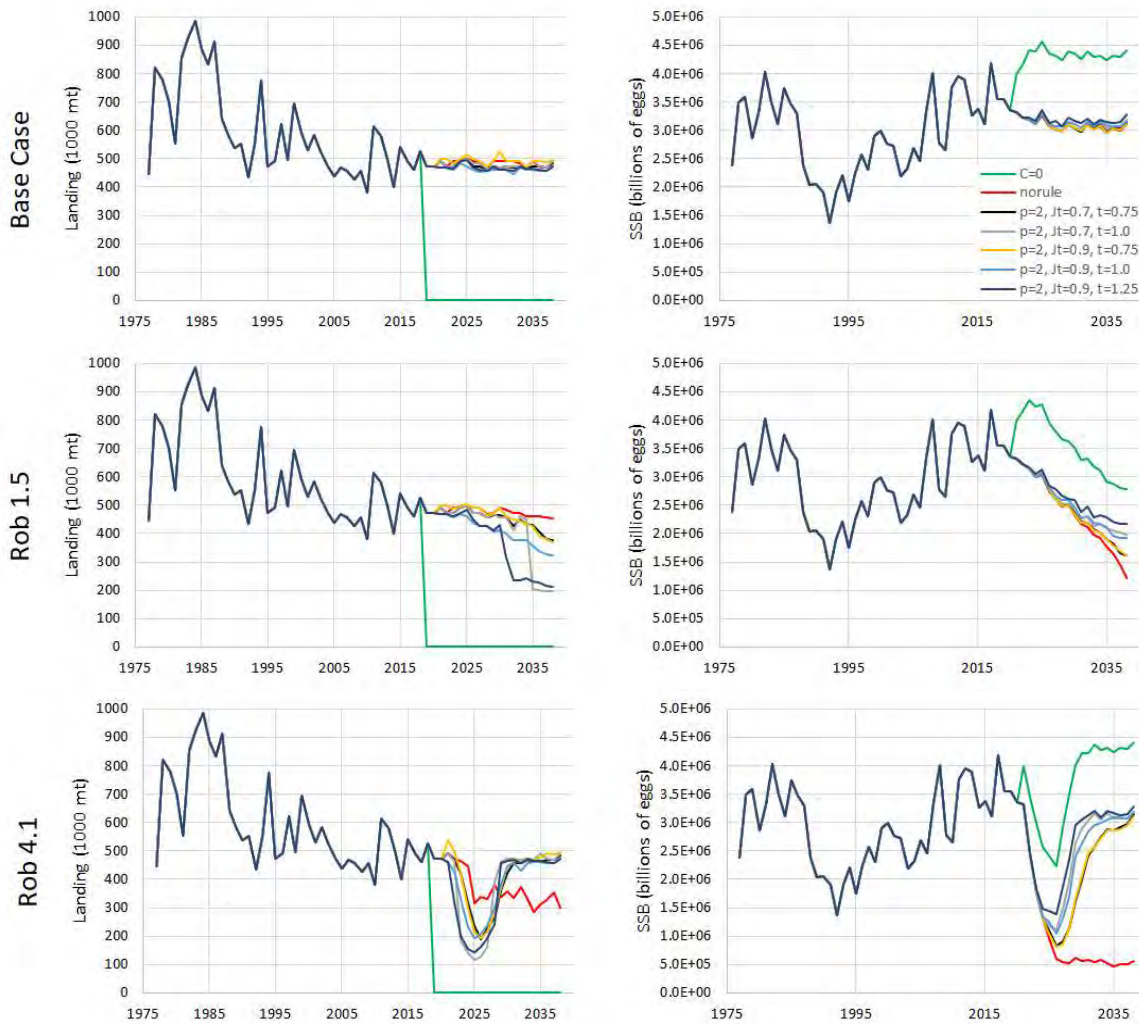 Base Case
Landing (1000 mt)
1000
900
800
700
600
500
400
300
200
100
0
1975 1985 1995 2005 2015 2025 2035
SSB (billions of eggs)
5.0E+06
4.5E+06
4.0E+06
3.5E+06
3.0E+06
2.5E+06
2.0E+06
1.5E+06
1.0E+06
5.0E+05
0.0E+00
C=0
norule
p=2, Jt=0.7, t=0.75
p=2, Jt=0.7, t=1.0
p=2, Jt=0.9, t=0.75
p=2, Jt=0.9, t=1.0
p=2, Jt=0.9, t=1.25
1975 1995 2015 2035
Rob 1.5
Landing (1000 mt)
1000
900
800
700
600
500
400
300
200
100
0
1975 1985 1995 2005 2015 2025 2035
SSB (billions of eggs)
5.0E+06
4.5E+06
4.0E+06
3.5E+06
3.0E+06
2.5E+06
2.0E+06
1.5E+06
1.0E+06
5.0E+05
0.0E+00
1975 1995 2015 2035
Rob 4.1
Landing (1000 mt)
1000
900
800
700
600
500
400
300
200
100
0
1975 1985 1995 2005 2015 2025 2035
SSB (billions of eggs)
5.0E+06
4.5E+06
4.0E+06
3.5E+06
3.0E+06
2.5E+06
2.0E+06
1.5E+06
1.0E+06
5.0E+05
0.0E+00
1975 1995 2015 2035